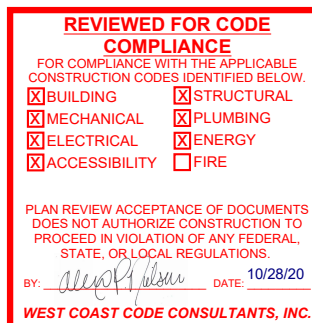 REVIEWED FOR CODE
COMPLIANCE
FOR COMPLIANCE WITH THE APPLICABLE
CONSTRUCTION CODES IDENTIFIED BELOW.
X BUILDING X STRUCTURAL
X MECHANICAL X PLUMBING
X ELECTRICAL X ENERGY
X ACCESSIBILITY FIRE
PLAN REVIEW ACCEPTANCE OF DOCUMENTS
DOES NOT AUTHORIZE CONSTRUCTION TO
PROCEED IN VIOLATION OF ANY FEDERAL,
STATE, OR LOCAL REGULATIONS.
BY: DATE: 10/28/20
WEST COAST CODE CONSULTANTS, INC.